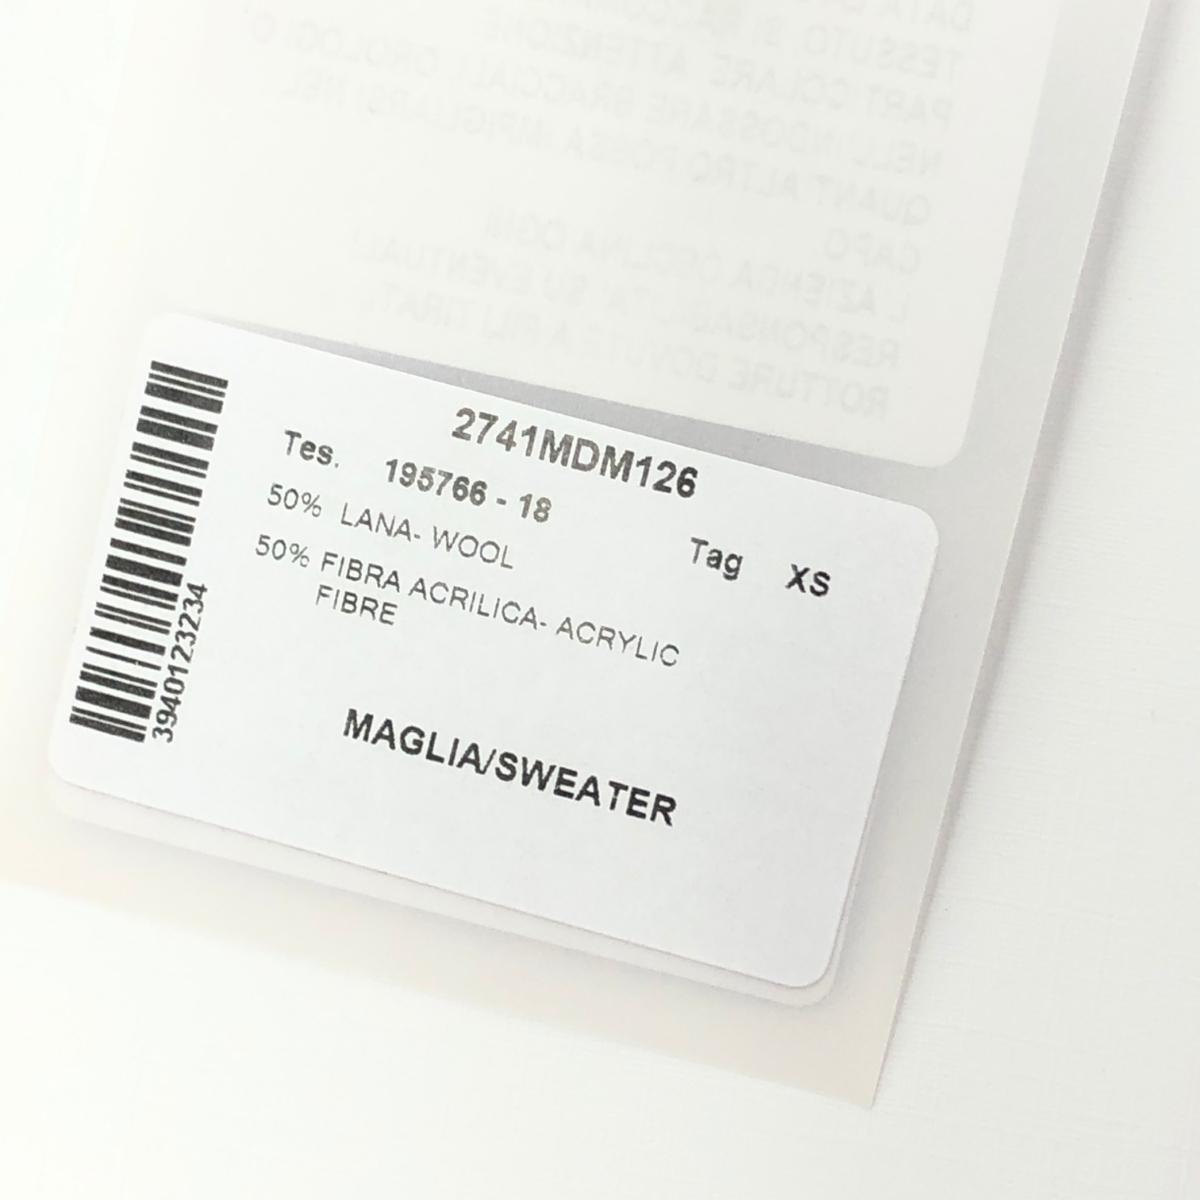 TESSUTO SI
PARTICOLARE ATTENZIONE
NELL'INDOSSARE BRACCIALI, OROLOGI O
QUANT'ALTRO POSSA IMPIGLIARSI NEL
CAPO
L'AZIENDA DECLINA OGNI
RESPONSABILITA' SU EVENTUALI
ROTTURE DOVUTE A FILI TIRATI.
2741MDM126
Tes. 195766 - 18
50% LANA- WOOL
Tag XS
50% FIBRA ACRILICA- ACRYLIC
FIBRE
MAGLIA/SWEATER
3940123234